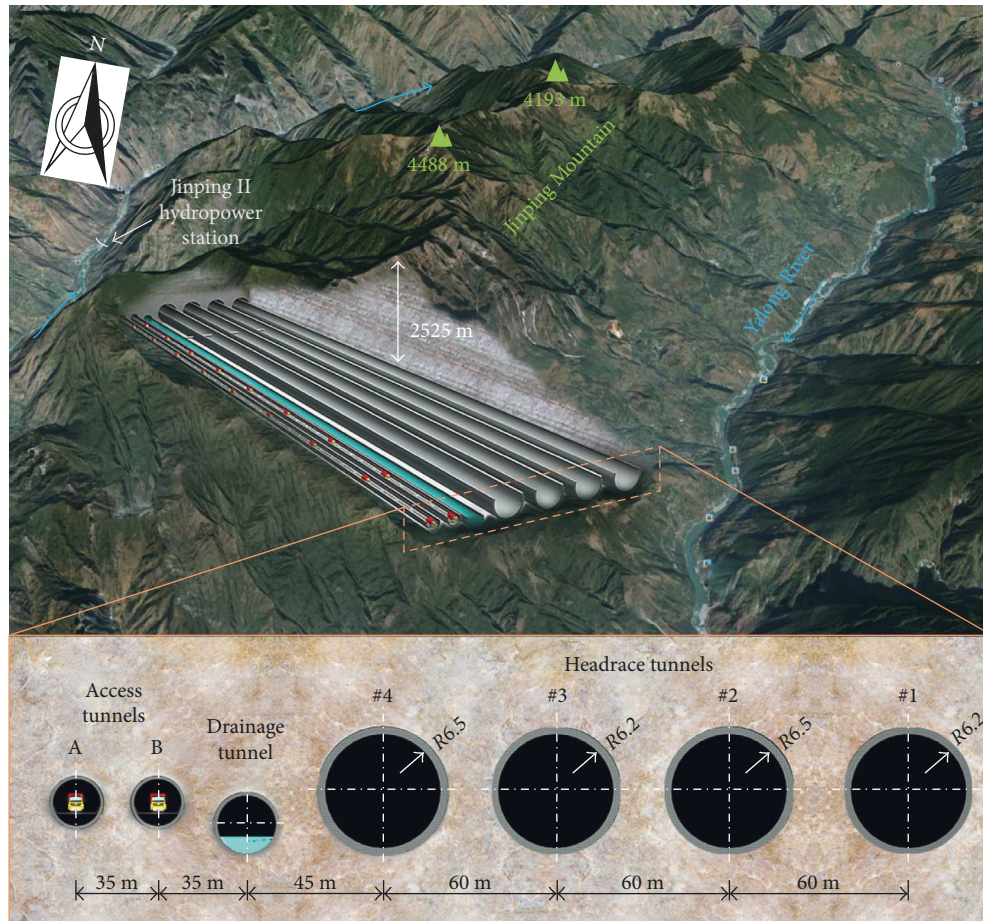 N
4193 m
4488 m
Jinping Mountain
Jinping II
hydropower
station
Yalong River
2525 m
Headrace tunnels
Access
tunnels
#4
#3
#2
#1
Drainage
tunnel
A
B
R6.5
R6.2
R6.5
R6.2
35 m
35 m
45 m
60 m
60 m
60 m